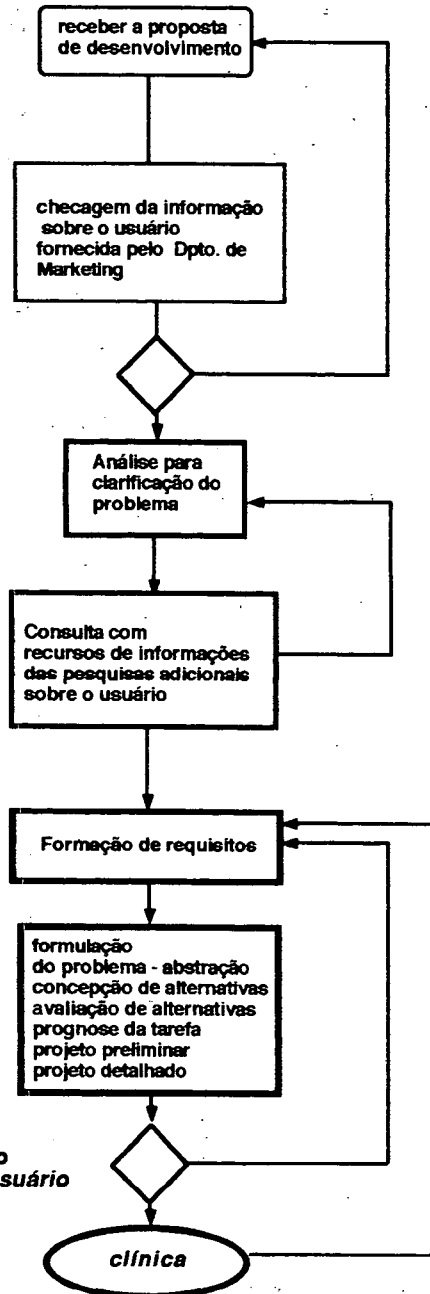 receber a proposta
de desenvolvimento
checagem da informação
sobre o usuário
fornecida pelo Dpto. de
Marketing
Análise para
clarificação do
problema
Consulta com
recursos de informações
das pesquisas adicionais
sobre o usuário
Formação de requisitos
formulação
do problema - abstração
concepção de alternativas
avaliação de alternativas
prognose da tarefa
projeto preliminar
projeto detalhado
clínica